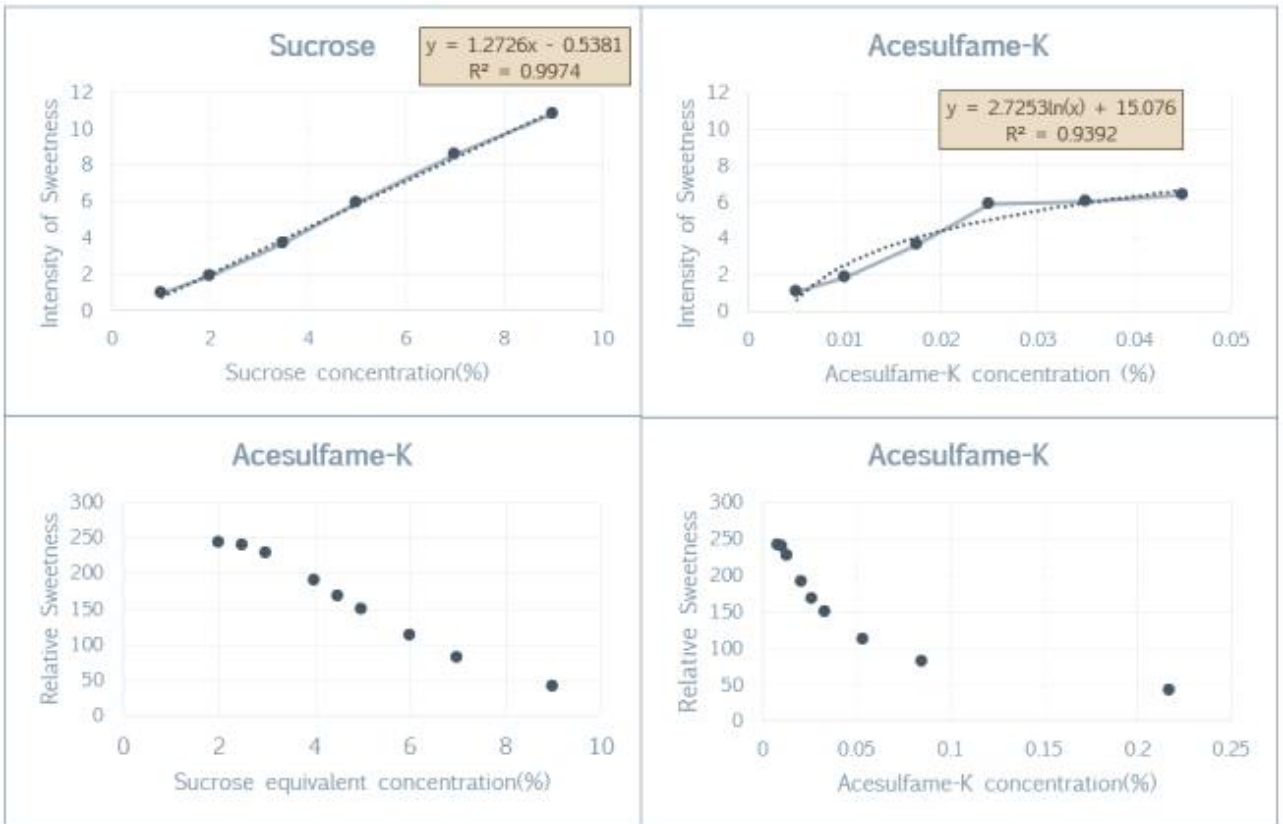 Sucrose
y = 1.2726x - 0.5381
R² = 0.9974
Intensity of Sweetness
12
10
8
6
4
2
0
0 2 4 6 8 10
Sucrose concentration(%)
Acesulfame-K
y = 2.7253ln(x) + 15.076
R² = 0.9392
Intensity of Sweetness
12
10
8
6
4
2
0
0 0.01 0.02 0.03 0.04 0.05
Acesulfame-K concentration (%)
Acesulfame-K
Relative Sweetness
300
250
200
150
100
50
0
0 2 4 6 8 10
Sucrose equivalent concentration(%)
Acesulfame-K
Relative Sweetness
300
250
200
150
100
50
0
0 0.05 0.1 0.15 0.2 0.25
Acesulfame-K concentration(%)